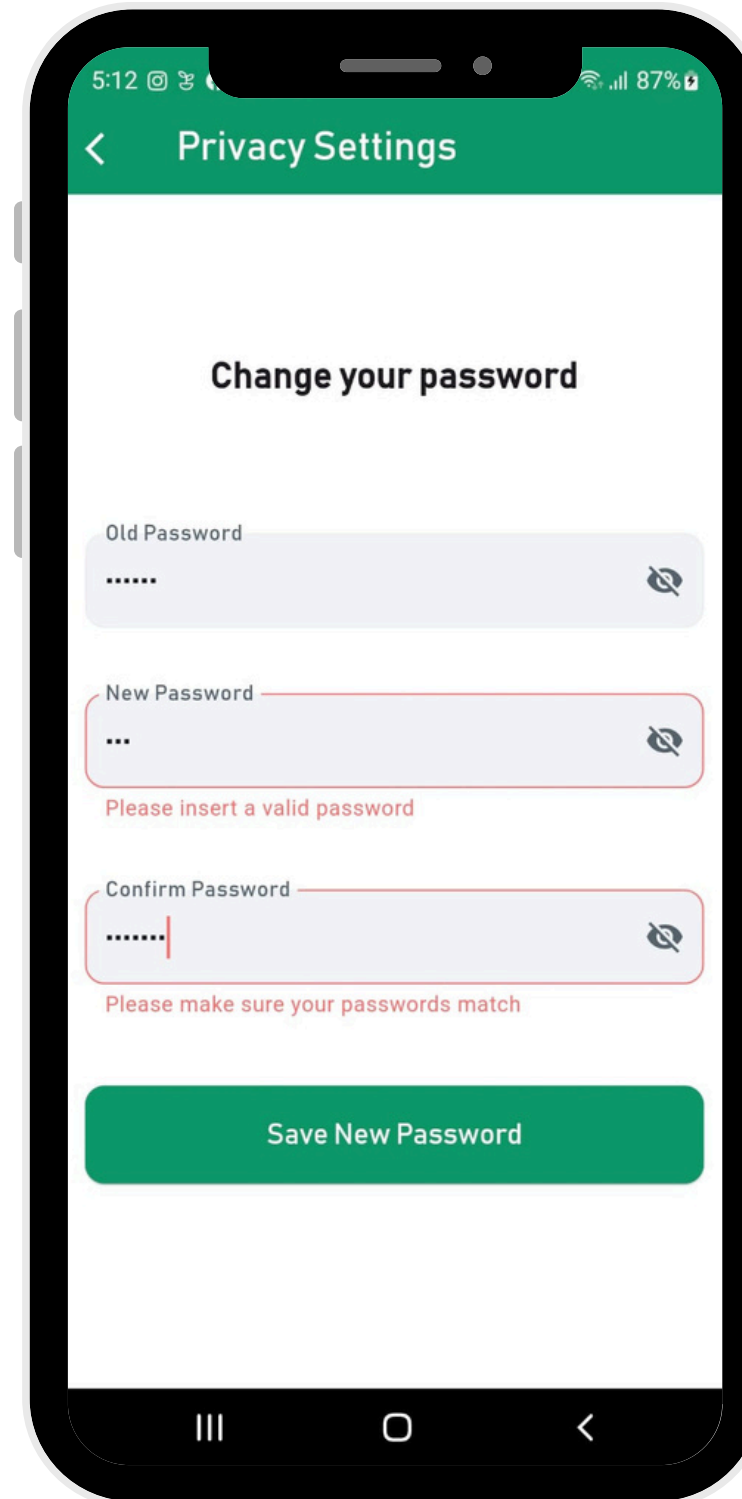 5:12 87%
Privacy Settings
Change your password
Old Password
••••••
New Password
•••
Please insert a valid password
Confirm Password
•••••••
Please make sure your passwords match
Save New Password